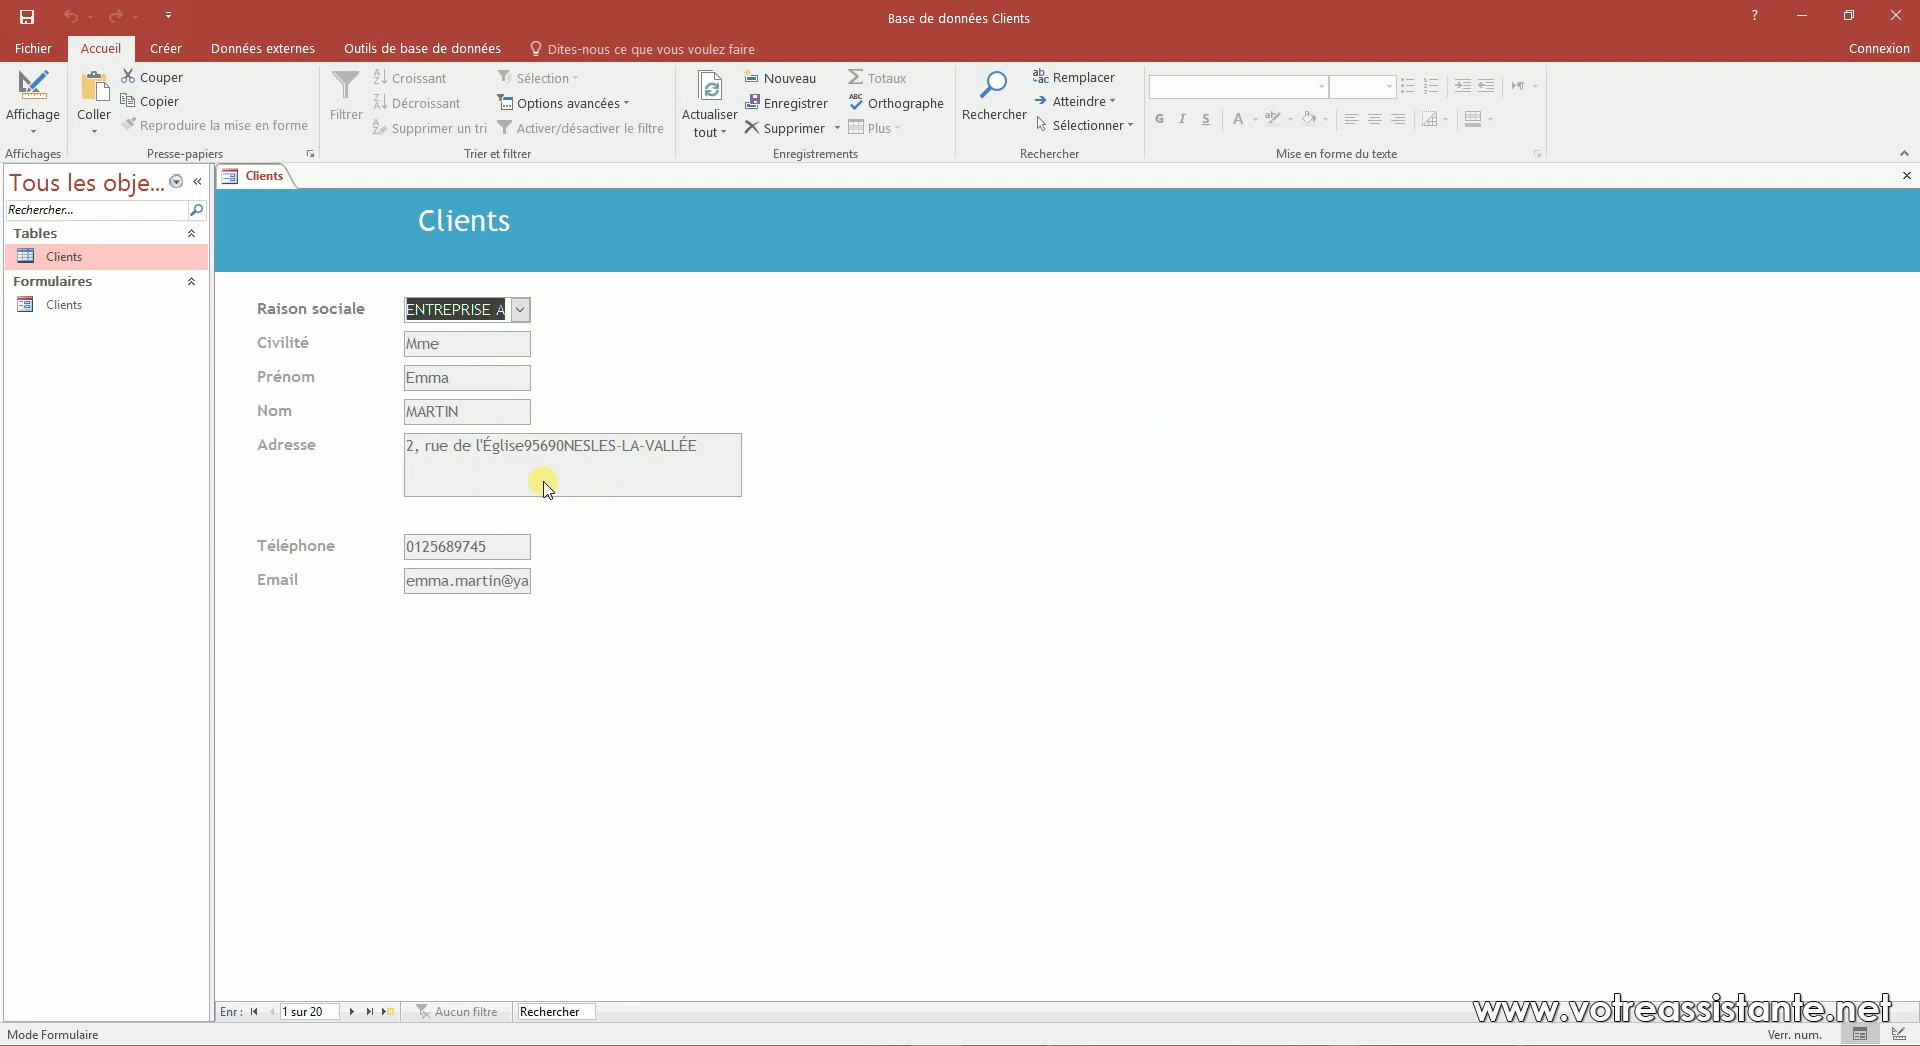 Base de données Clients
?
Fichier
Accueil
Créer
Données externes
Outils de base de données
Dites-nous ce que vous voulez faire
Connexion
Affichage
Coller
Couper
Copier
Reproduire la mise en forme
Filtrer
Croissant
Décroissant
Supprimer un tri
Sélection
Options avancées
Activer/désactiver le filtre
Actualiser
tout
Nouveau
Enregistrer
Supprimer
Totaux
Orthographe
Plus
Rechercher
Remplacer
Atteindre
Sélectionner
G I S A
Affichages
Presse-papiers
Trier et filtrer
Enregistrements
Rechercher
Mise en forme du texte
Tous les obje...
Rechercher...
Tables
Clients
Formulaires
Clients
Clients
Clients
Raison sociale ENTREPRISE A
Civilité Mme
Prénom Emma
Nom MARTIN
Adresse 2, rue de l'Église95690NESLES-LA-VALLÉE
Téléphone 0125689745
Email emma.martin@ya
Enr : 1 sur 20 Aucun filtre Rechercher
www.votreassistante.net
Mode Formulaire
Verr. num.